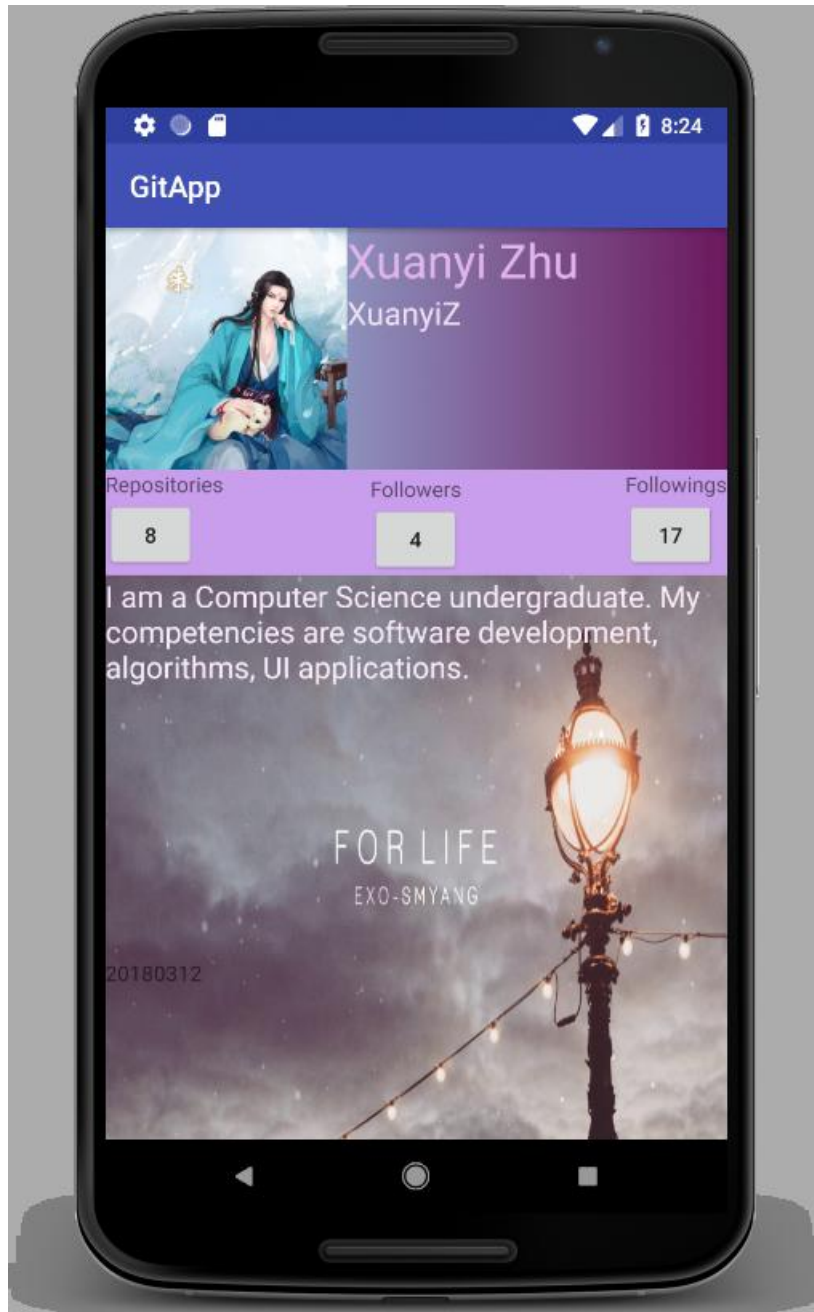 8:24
GitApp
Xuanyi Zhu
XuanyiZ
Repositories
Followers
Followings
8
4
17
I am a Computer Science undergraduate. My
competencies are software development,
algorithms, UI applications.
FOR LIFE
EXO-SMYANG
20180312